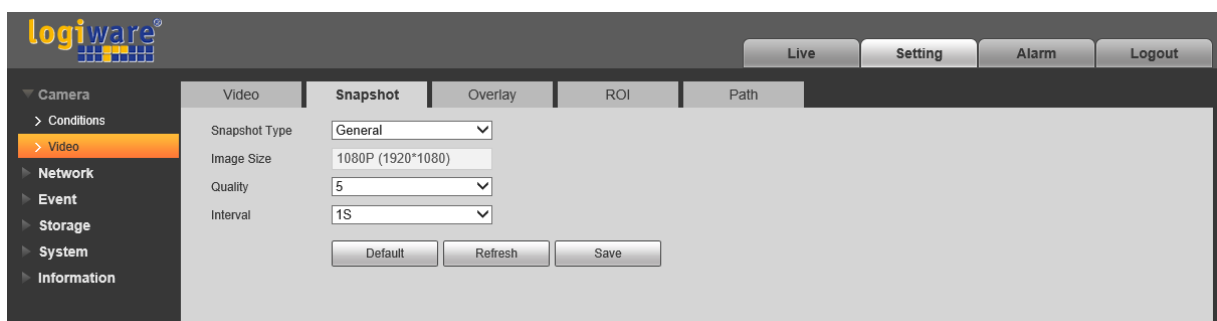 logiware®
Live Setting Alarm Logout
Camera
Conditions
Video
Network
Event
Storage
System
Information
Video Snapshot Overlay ROI Path
Snapshot Type General
Image Size 1080P (1920*1080)
Quality 5
Interval 1S
Default Refresh Save